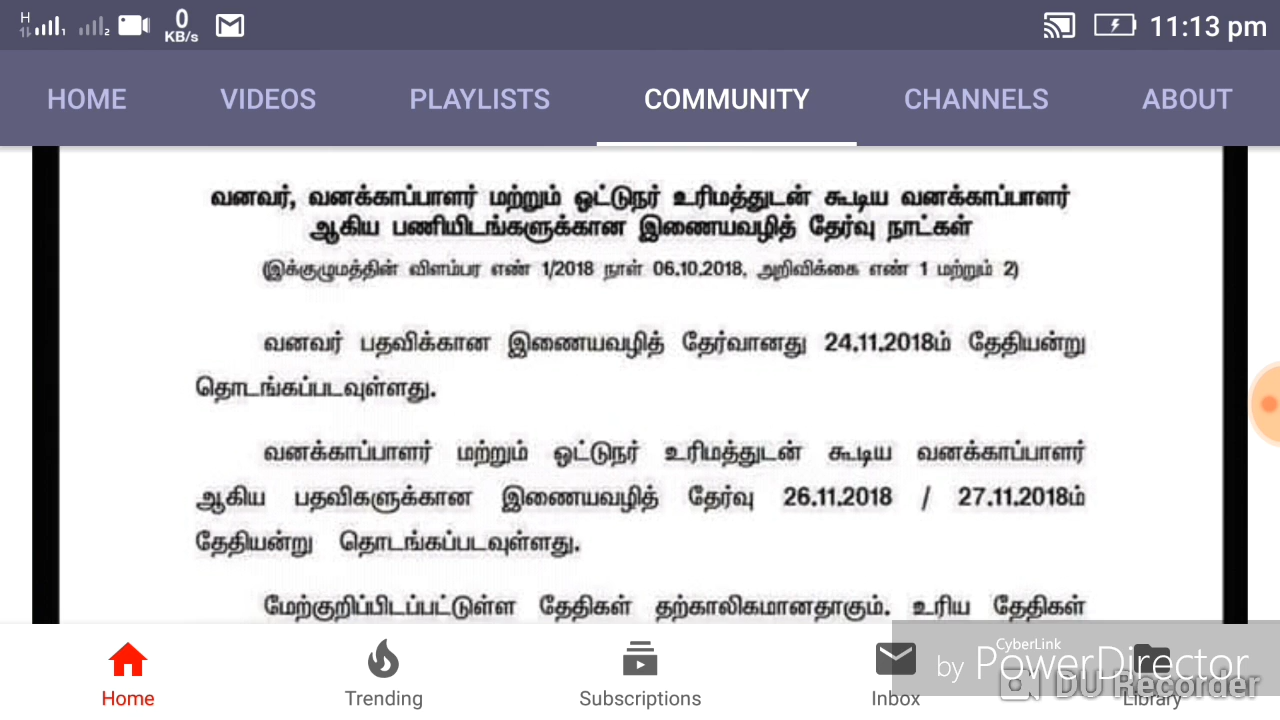 H 1 2 0 KB/s 11:13 pm
HOME VIDEOS PLAYLISTS COMMUNITY CHANNELS ABOUT
வனவர், வனக்காப்பாளர் மற்றும் ஓட்டுநர் உரிமத்துடன் கூடிய வனக்காப்பாளர்
ஆகிய பணியிடங்களுக்கான இணையவழித் தேர்வு நாட்கள்
(இக்குழுமத்தின் விளம்பர எண் 1/2018 நாள் 06.10.2018, அறிவிக்கை எண் 1 மற்றும் 2)
வனவர் பதவிக்கான இணையவழித் தேர்வானது 24.11.2018ம் தேதியன்று
தொடங்கப்படவுள்ளது.
வனக்காப்பாளர் மற்றும் ஓட்டுநர் உரிமத்துடன் கூடிய வனக்காப்பாளர்
ஆகிய பதவிகளுக்கான இணையவழித் தேர்வு 26.11.2018 / 27.11.2018ம்
தேதியன்று தொடங்கப்படவுள்ளது.
மேற்குறிப்பிடப்பட்டுள்ள தேதிகள் தற்காலிகமானதாகும். உரிய தேதிகள்
Home Trending Subscriptions Inbox Library
CyberLink
by PowerDirector
DU Recorder